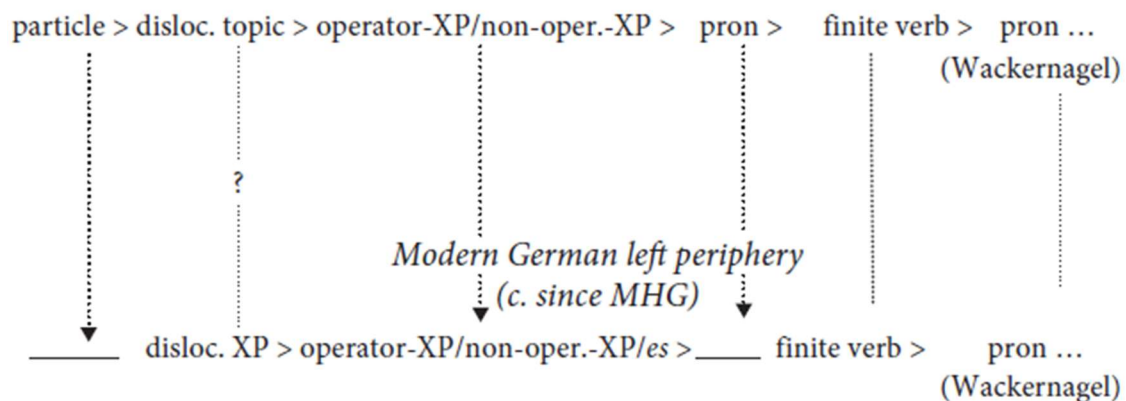 particle > disloc. topic > operator-XP/non-oper.-XP > pron > finite verb > pron …
(Wackernagel)
?
Modern German left periphery
(c. since MHG)
______ disloc. XP > operator-XP/non-oper.-XP/es >_____ finite verb > pron …
(Wackernagel)